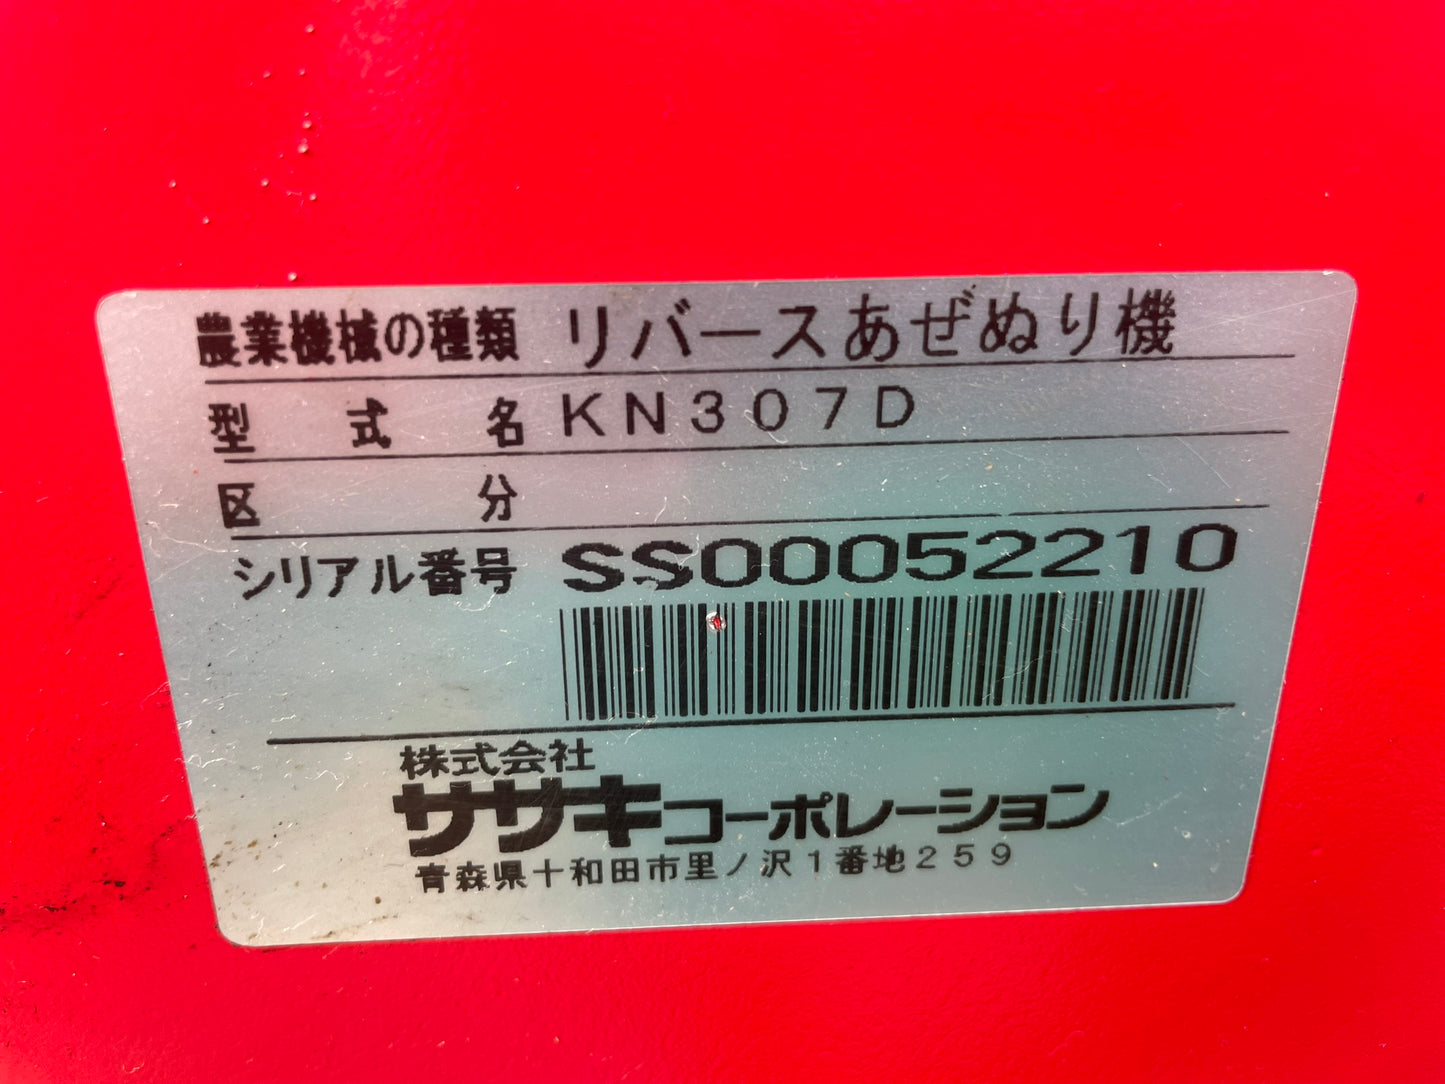 農業機械の種類 リバースあぜぬり機
型式名 KN307D
区分
シリアル番号 SS00052210
株式会社
ササキコーポレーション
青森県十和田市里ノ沢1番地259